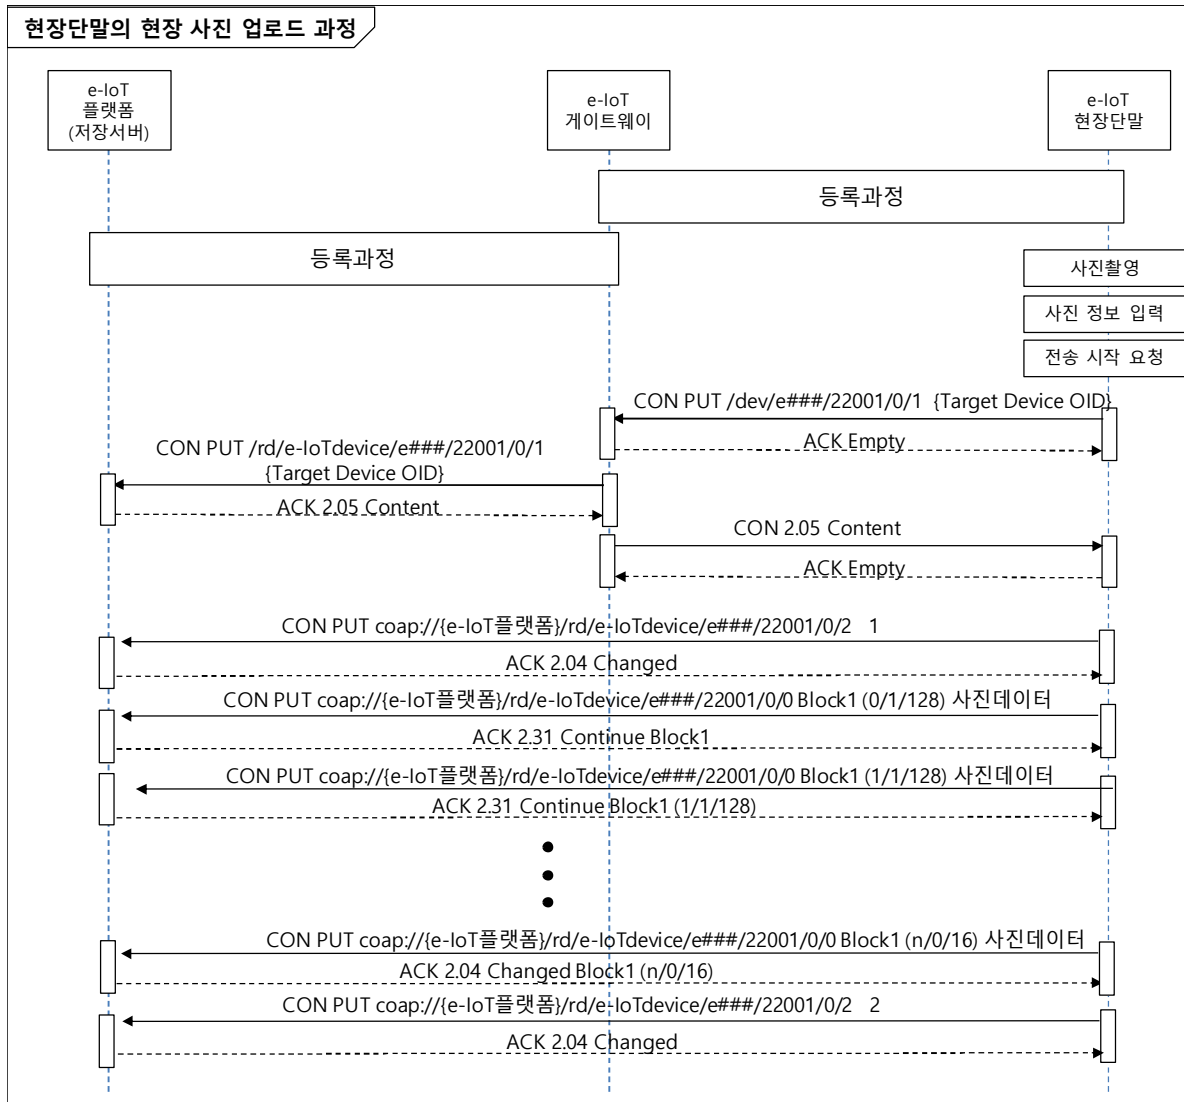 현장단말의 현장 사진 업로드 과정
e-IoT
플랫폼
(저장서버)
e-IoT
게이트웨이
e-IoT
현장단말
등록과정
등록과정
사진촬영
사진 정보 입력
전송 시작 요청
CON PUT /dev/e###/22001/0/1 {Target Device OID}
ACK Empty
CON PUT /rd/e-IoTdevice/e###/22001/0/1
{Target Device OID}
ACK 2.05 Content
CON 2.05 Content
ACK Empty
CON PUT coap://{e-IoT플랫폼}/rd/e-IoTdevice/e###/22001/0/2 1
ACK 2.04 Changed
CON PUT coap://{e-IoT플랫폼}/rd/e-IoTdevice/e###/22001/0/0 Block1 (0/1/128) 사진데이터
ACK 2.31 Continue Block1
CON PUT coap://{e-IoT플랫폼}/rd/e-IoTdevice/e###/22001/0/0 Block1 (1/1/128) 사진데이터
ACK 2.31 Continue Block1 (1/1/128)
CON PUT coap://{e-IoT플랫폼}/rd/e-IoTdevice/e###/22001/0/0 Block1 (n/0/16) 사진데이터
ACK 2.04 Changed Block1 (n/0/16)
CON PUT coap://{e-IoT플랫폼}/rd/e-IoTdevice/e###/22001/0/2 2
ACK 2.04 Changed